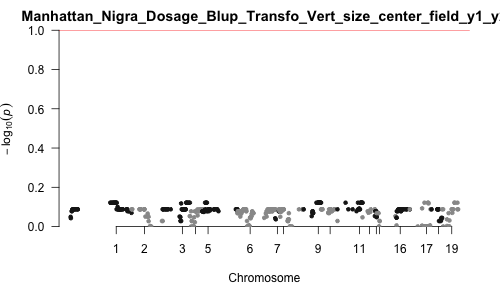 Manhattan_Nigra_Dosage_Blup_Transfo_Vert_size_center_field_y1_y
1.0
0.8
0.6
0.4
0.2
0.0
− log10(p)
1 2 3 5 6 7 9 11 16 17 19
Chromosome